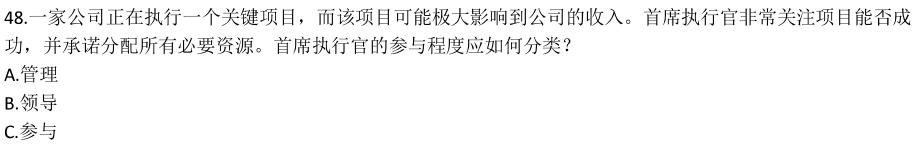 48.一家公司正在执行一个关键项目，而该项目可能极大影响到公司的收入。首席执行官非常关注项目能否成
功，并承诺分配所有必要资源。首席执行官的参与程度应如何分类？
A.管理
B.领导
C.参与